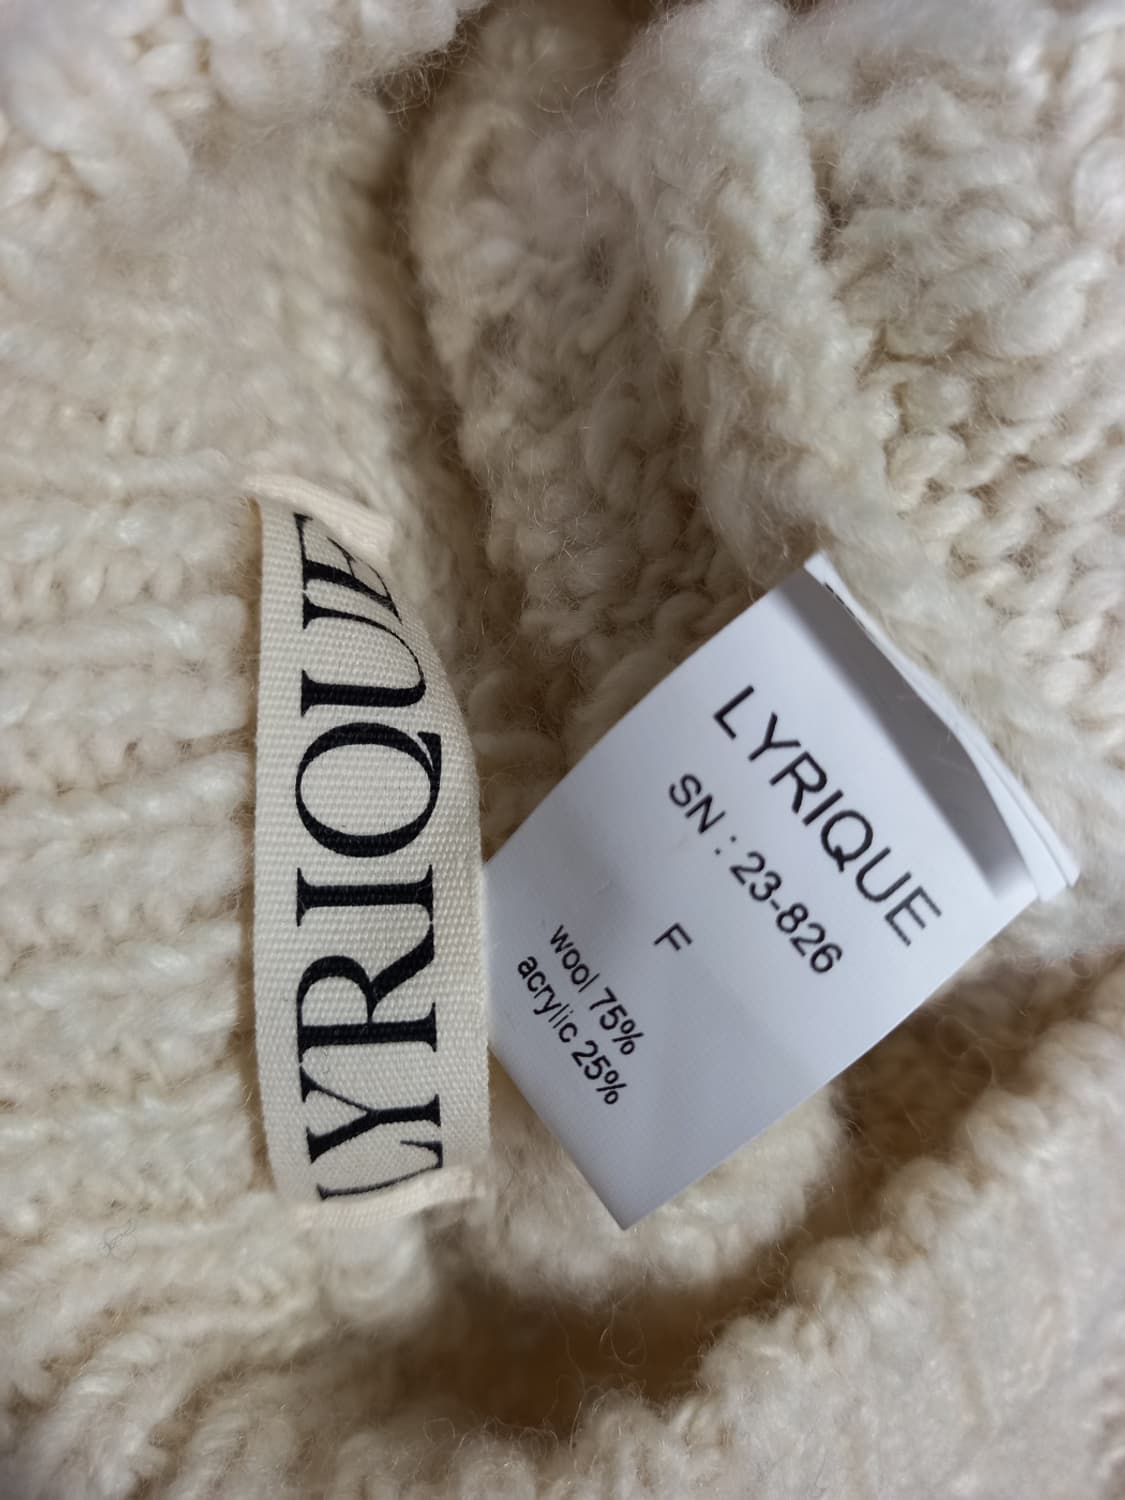 LYRIQUE
LYRIQUE
SN : 23-826
F
wool 75%
acrylic 25%